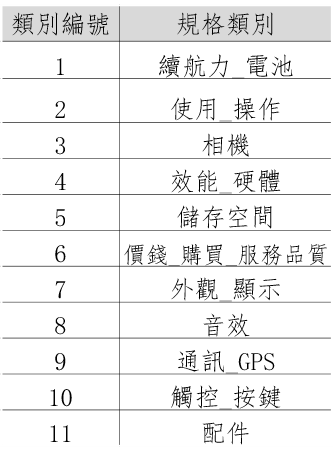 類別編號 規格類別
1 續航力_電池
2 使用_操作
3 相機
4 效能_硬體
5 儲存空間
6 價錢_購買_服務品質
7 外觀_顯示
8 音效
9 通訊_GPS
10 觸控_按鍵
11 配件